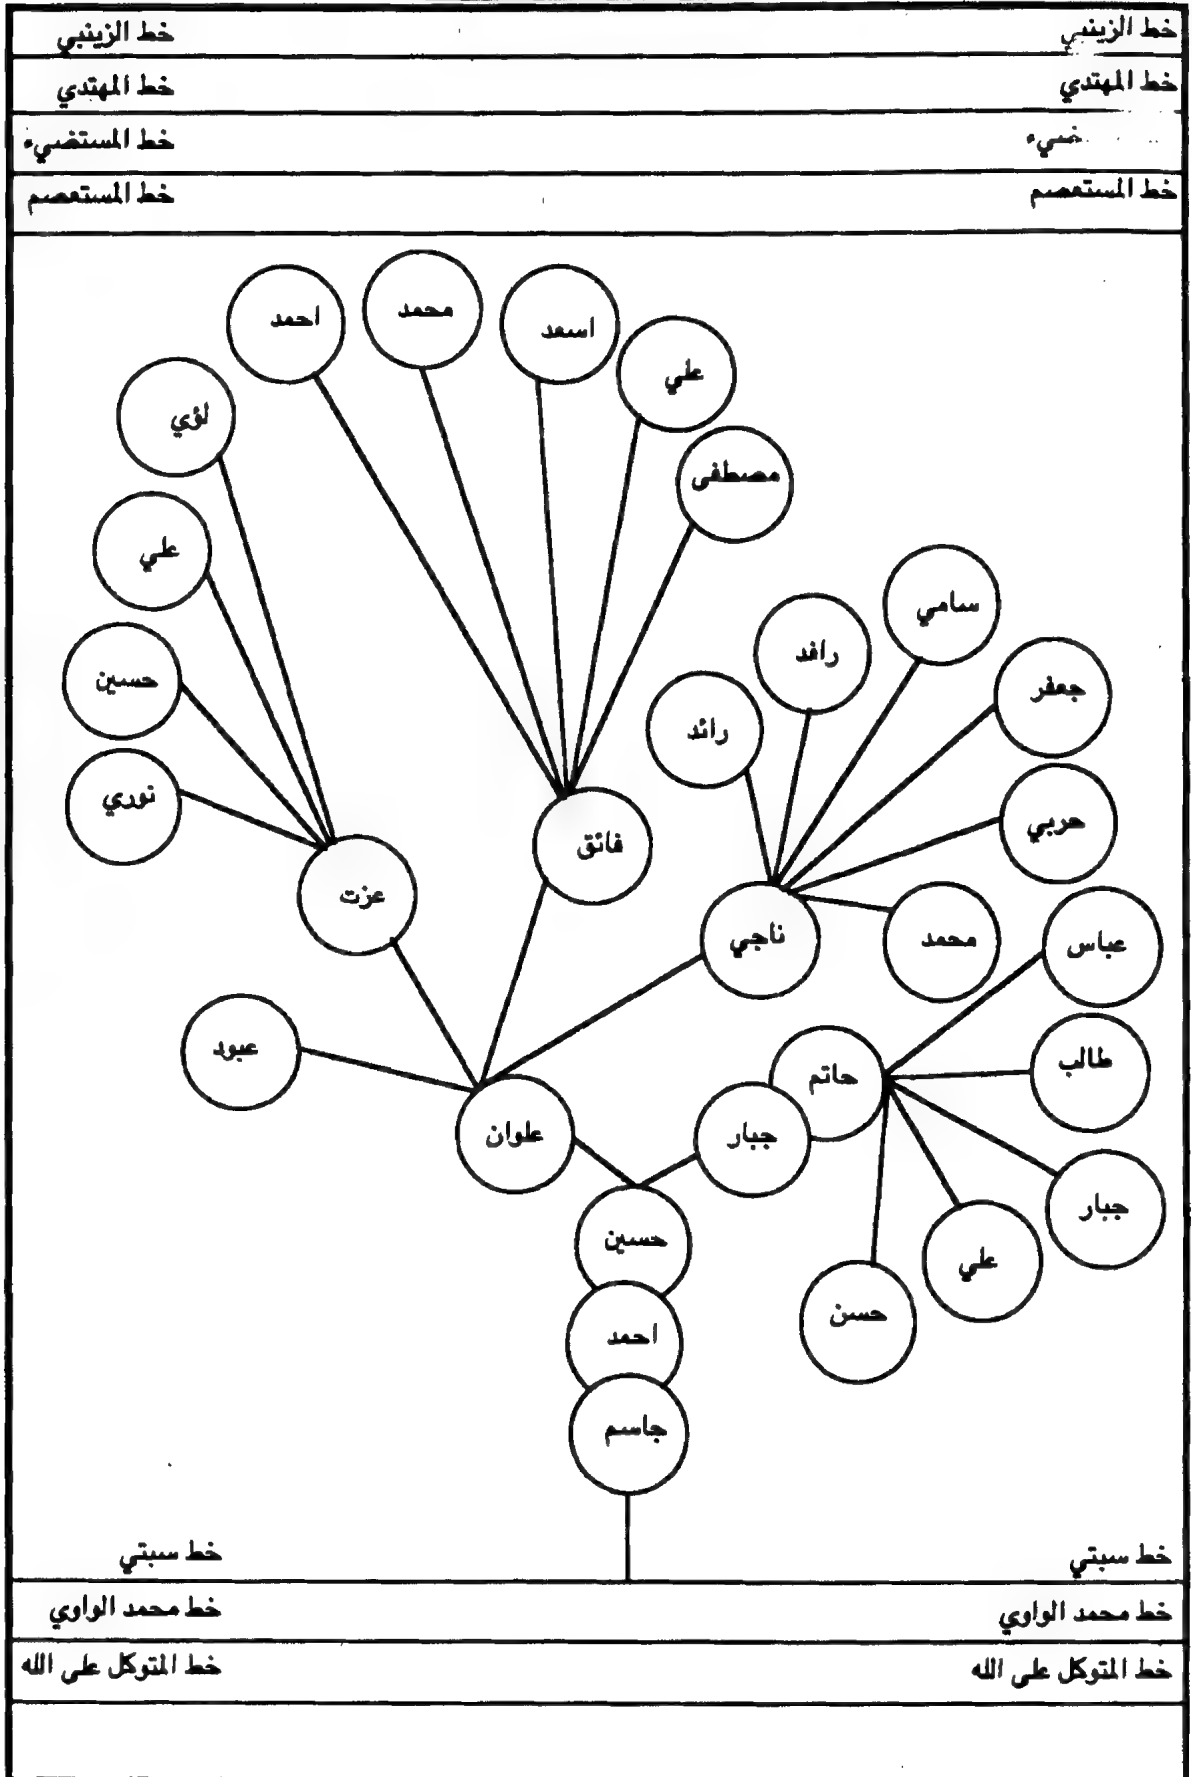 خط الزينبي خط الزينبي
خط المهتدي خط المهتدي
ضيء خط المستضيء
خط المستعصم خط المستعصم
محمد
اسعد
احمد
علي
لؤي
مصطفى
علي
سامي
رافد
حسين
جعفر
رائد
نوري
حربي
فائق
عزت
ناجي
محمد
عباس
عبود
طالب
حاتم
جبار
علوان
جبار
حسين
علي
حسن
احمد
جاسم
خط سبتي خط سبتي
خط محمد الواوي خط محمد الواوي
خط المتوكل على الله خط المتوكل على الله